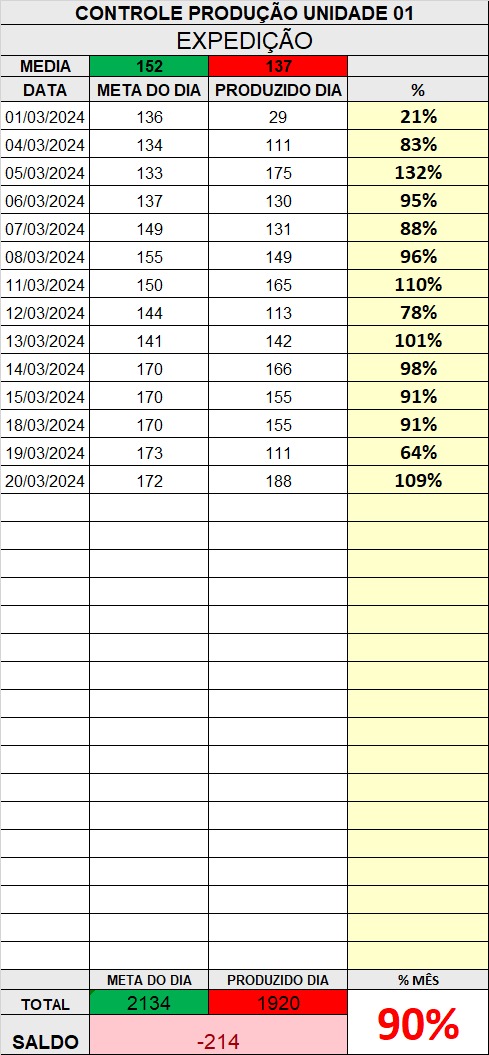 CONTROLE PRODUÇÃO UNIDADE 01
EXPEDIÇÃO
MEDIA 152 137
DATA META DO DIA PRODUZIDO DIA %
01/03/2024 136 29 21%
04/03/2024 134 111 83%
05/03/2024 133 175 132%
06/03/2024 137 130 95%
07/03/2024 149 131 88%
08/03/2024 155 149 96%
11/03/2024 150 165 110%
12/03/2024 144 113 78%
13/03/2024 141 142 101%
14/03/2024 170 166 98%
15/03/2024 170 155 91%
18/03/2024 170 155 91%
19/03/2024 173 111 64%
20/03/2024 172 188 109%
META DO DIA PRODUZIDO DIA % MÊs
TOTAL 2134 1920 90%
SALDO -214